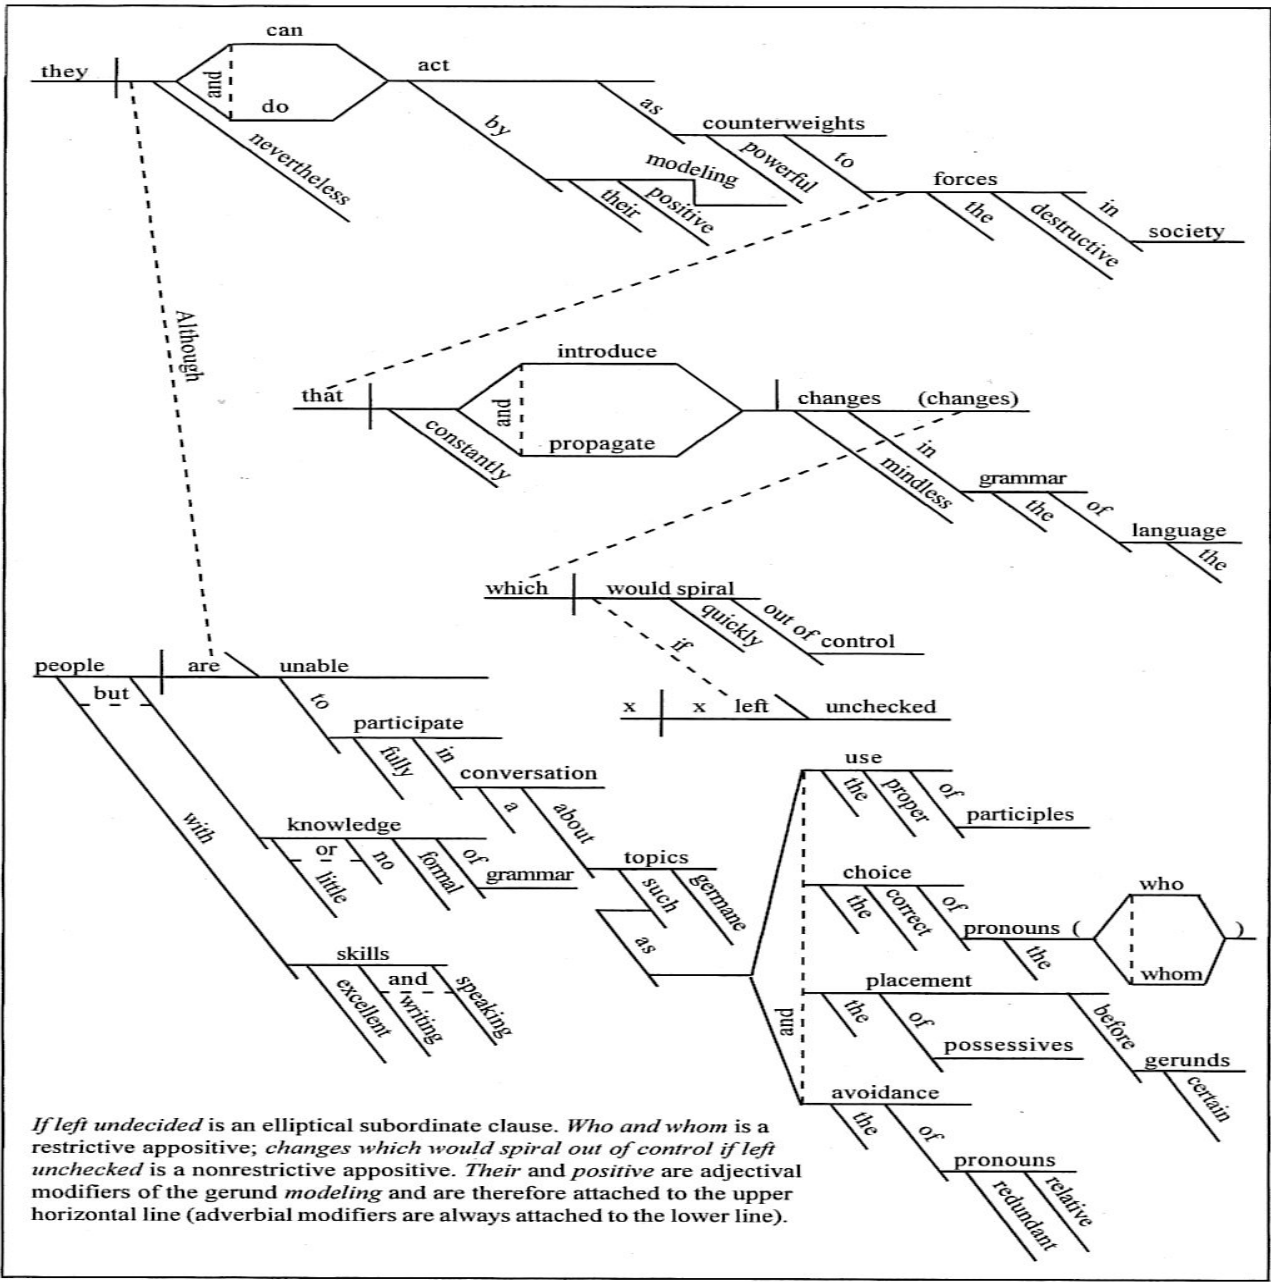 can
they
and
act
do
nevertheless
by
as
counterweights
modeling
powerful
to
their
positive
forces
the
destructive
in
society
Although
introduce
that
and
changes (changes)
constantly
propagate
in
mindless
grammar
the
of
language
the
which would spiral
quickly
out of
control
if
people are unable
but
x x left unchecked
to
participate
fully
in
conversation
use
the
proper
of
participles
a
about
with
knowledge
or
no
formal
of
little
grammar
topics
such
germane
as
choice
the
correct
of
who
pronouns ( )
the
whom
skills
and
excellent
writing
speaking
placement
the
of
before
and
possessives
gerunds
certain
avoidance
the
of
pronouns
redundant
relative
If left undecided is an elliptical subordinate clause. Who and whom is a
restrictive appositive; changes which would spiral out of control if left
unchecked is a nonrestrictive appositive. Their and positive are adjectival
modifiers of the gerund modeling and are therefore attached to the upper
horizontal line (adverbial modifiers are always attached to the lower line).